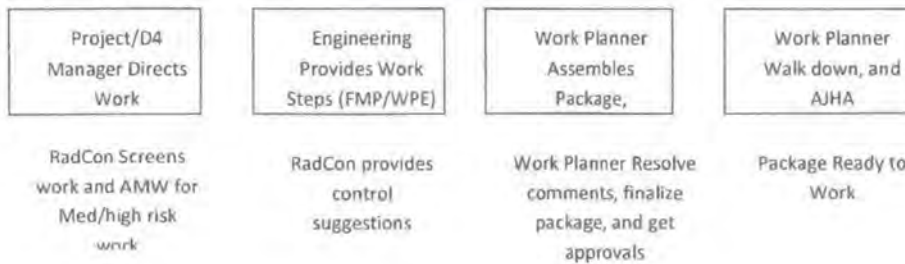 Project/D4
Manager Directs
Work
Engineering
Provides Work
Steps (FMP/WPE)
Work Planner
Assembles
Package,
Work Planner
Walk down, and
AJHA
RadCon Screens
work and AMW for
Med/high risk
work
RadCon provides
control
suggestions
Work Planner Resolve
comments, finalize
package, and get
approvals
Package Ready to
Work